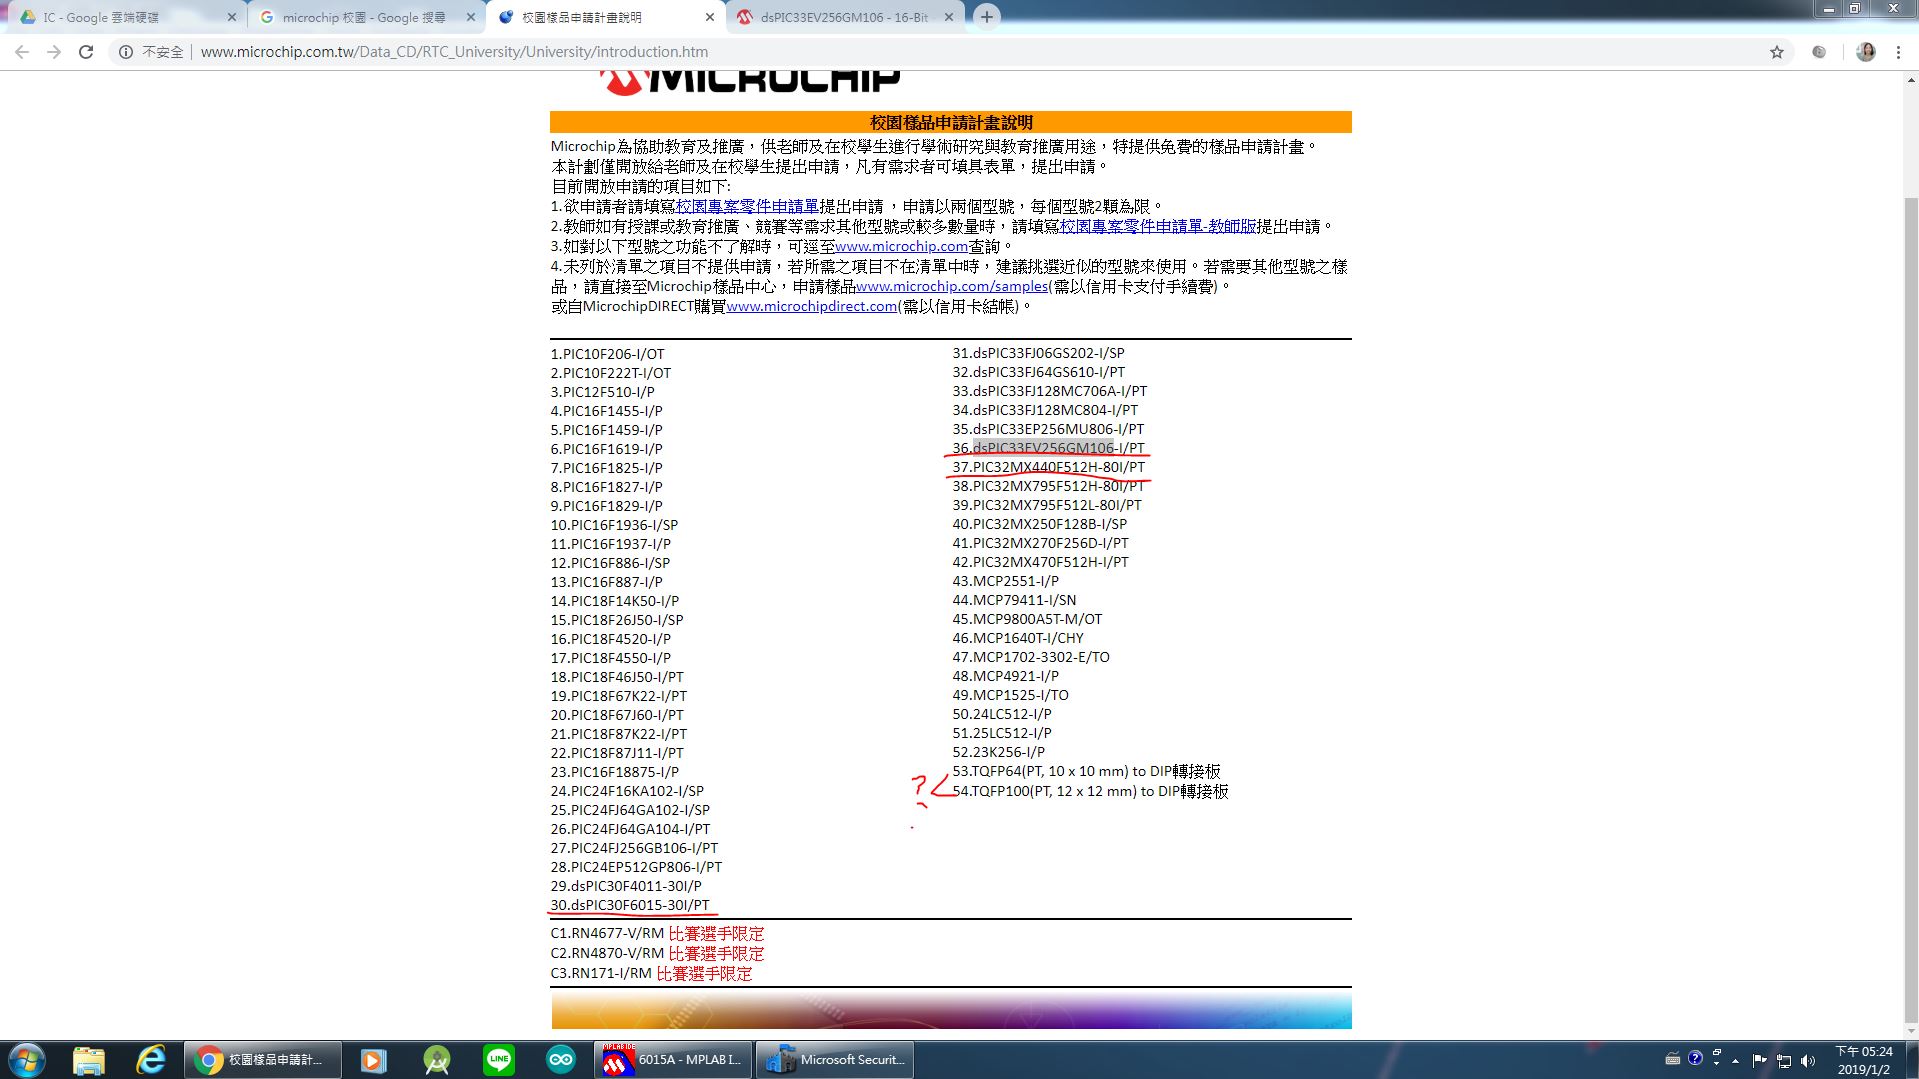 IC - Google 雲端硬碟
microchip 校園 - Google 搜尋
校園樣品申請計畫說明
dsPIC33EV256GM106 - 16-Bit
不安全
www.microchip.com.tw/Data_CD/RTC_University/University/introduction.htm
MICROCHIP
校園樣品申請計畫說明
Microchip為協助教育及推廣，供老師及在校學生進行學術研究與教育推廣用途，特提供免費的樣品申請計畫。
本計劃僅開放給老師及在校學生提出申請，凡有需求者可填具表單，提出申請。
目前開放申請的項目如下:
1.欲申請者請填寫校園專案零件申請單提出申請 ，申請以兩個型號，每個型號2顆為限。
2.教師如有授課或教育推廣、競賽等需求其他型號或較多數量時，請填寫校園專案零件申請單-教師版提出申請。
3.如對以下型號之功能不了解時，可逕至www.microchip.com查詢。
4.未列於清單之項目不提供申請，若所需之項目不在清單中時，建議挑選近似的型號來使用。若需要其他型號之樣
品，請直接至Microchip樣品中心，申請樣品www.microchip.com/samples(需以信用卡支付手續費)。
或自MicrochipDIRECT購買www.microchipdirect.com(需以信用卡結帳)。
1.PIC10F206-I/OT
2.PIC10F222T-I/OT
3.PIC12F510-I/P
4.PIC16F1455-I/P
5.PIC16F1459-I/P
6.PIC16F1619-I/P
7.PIC16F1825-I/P
8.PIC16F1827-I/P
9.PIC16F1829-I/P
10.PIC16F1936-I/SP
11.PIC16F1937-I/P
12.PIC16F886-I/SP
13.PIC16F887-I/P
14.PIC18F14K50-I/P
15.PIC18F26J50-I/SP
16.PIC18F4520-I/P
17.PIC18F4550-I/P
18.PIC18F46J50-I/PT
19.PIC18F67K22-I/PT
20.PIC18F67J60-I/PT
21.PIC18F87K22-I/PT
22.PIC18F87J11-I/PT
23.PIC16F18875-I/P
24.PIC24F16KA102-I/SP
25.PIC24FJ64GA102-I/SP
26.PIC24FJ64GA104-I/PT
27.PIC24FJ256GB106-I/PT
28.PIC24EP512GP806-I/PT
29.dsPIC30F4011-30I/P
30.dsPIC30F6015-30I/PT
31.dsPIC33FJ06GS202-I/SP
32.dsPIC33FJ64GS610-I/PT
33.dsPIC33FJ128MC706A-I/PT
34.dsPIC33FJ128MC804-I/PT
35.dsPIC33EP256MU806-I/PT
36.dsPIC33EV256GM106-I/PT
37.PIC32MX440F512H-80I/PT
38.PIC32MX795F512H-80I/PT
39.PIC32MX795F512L-80I/PT
40.PIC32MX250F128B-I/SP
41.PIC32MX270F256D-I/PT
42.PIC32MX470F512H-I/PT
43.MCP2551-I/P
44.MCP79411-I/SN
45.MCP9800A5T-M/OT
46.MCP1640T-I/CHY
47.MCP1702-3302-E/TO
48.MCP4921-I/P
49.MCP1525-I/TO
50.24LC512-I/P
51.25LC512-I/P
52.23K256-I/P
53.TQFP64(PT, 10 x 10 mm) to DIP轉接板
54.TQFP100(PT, 12 x 12 mm) to DIP轉接板
?
C1.RN4677-V/RM 比賽選手限定
C2.RN4870-V/RM 比賽選手限定
C3.RN171-I/RM 比賽選手限定
校園樣品申請計...
LINE
MPLAB IDE
6015A - MPLAB I...
Microsoft Securit...
下午 05:24
2019/1/2